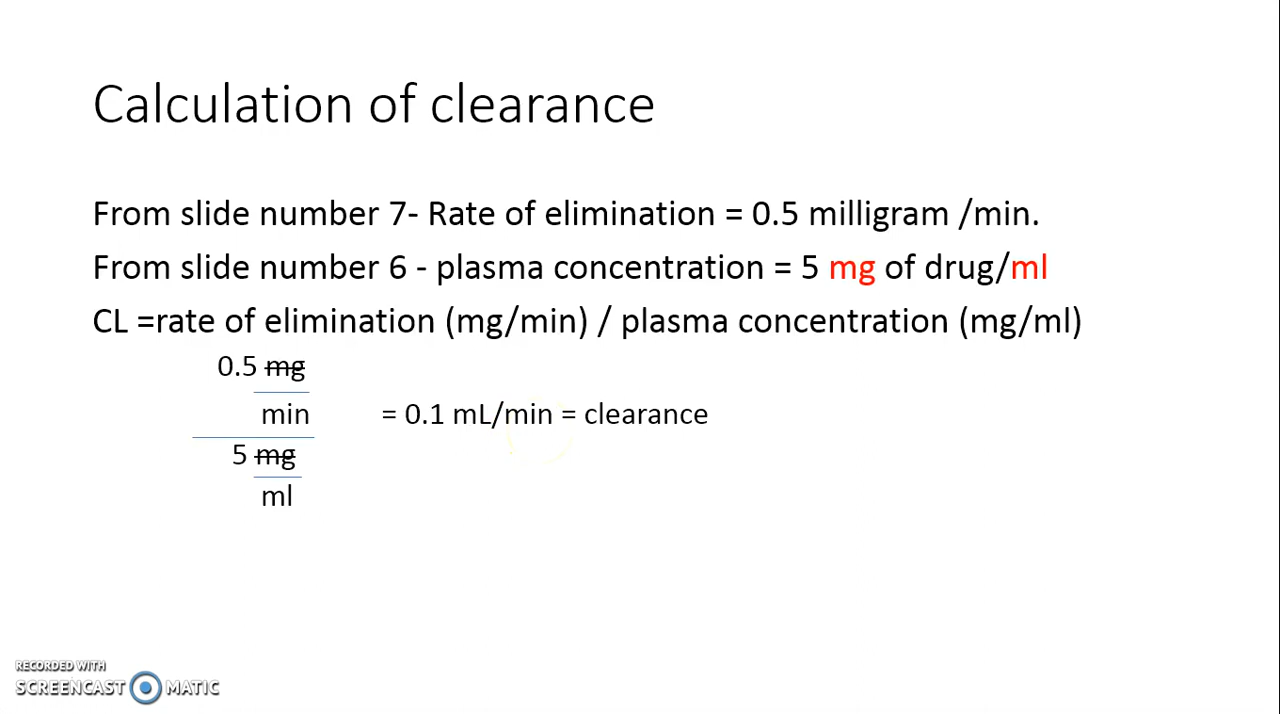 Calculation of clearance
From slide number 7- Rate of elimination = 0.5 milligram /min.
From slide number 6 - plasma concentration = 5 mg of drug/ml
CL =rate of elimination (mg/min) / plasma concentration (mg/ml)
0.5 mg
min = 0.1 mL/min = clearance
5 mg
ml
RECORDED WITH
SCREENCAST MATIC